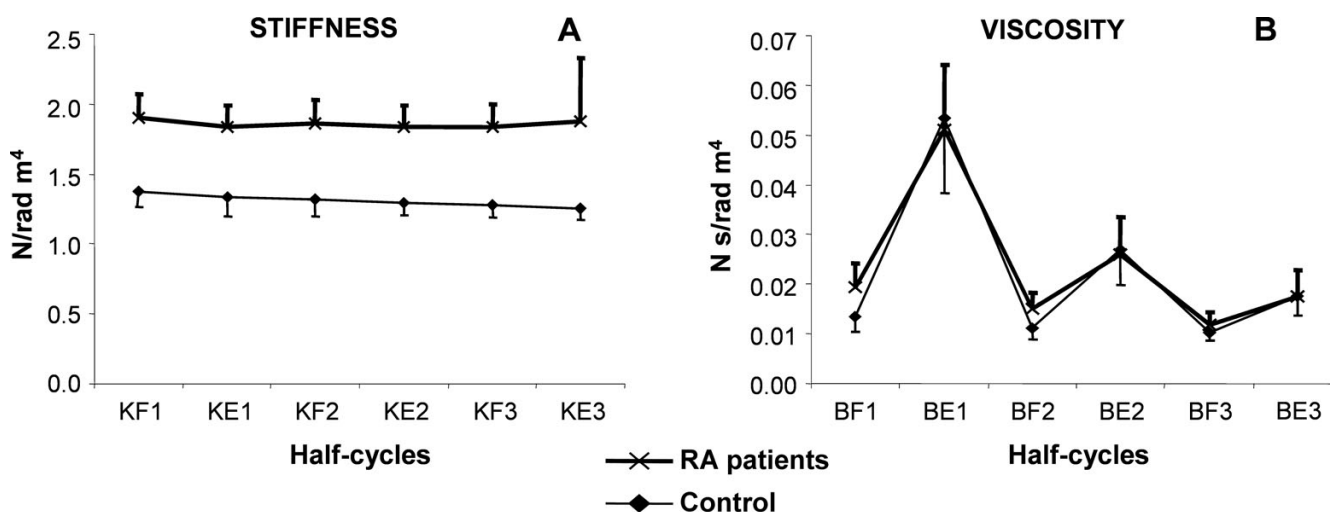 STIFFNESS
A
N/rad m⁴
2.5
2.0
1.5
1.0
0.5
0.0
KF1 KE1 KF2 KE2 KF3 KE3
Half-cycles
VISCOSITY
B
N s/rad m⁴
0.07
0.06
0.05
0.04
0.03
0.02
0.01
0.00
BF1 BE1 BF2 BE2 BF3 BE3
Half-cycles
RA patients
Control